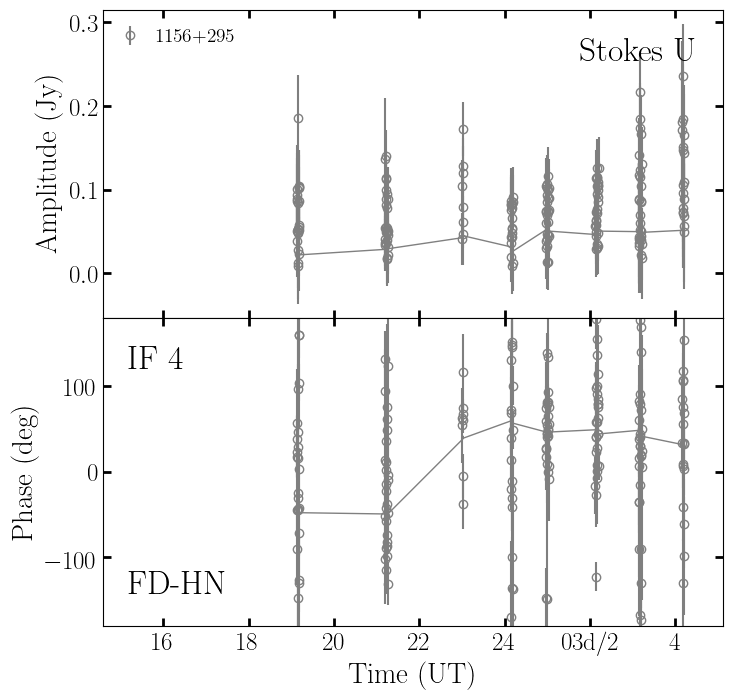 1156+295
Stokes U
Amplitude (Jy)
0.3
0.2
0.1
0.0
IF 4
FD-HN
Phase (deg)
100
0
−100
16 18 20 22 24 03d/2 4
Time (UT)